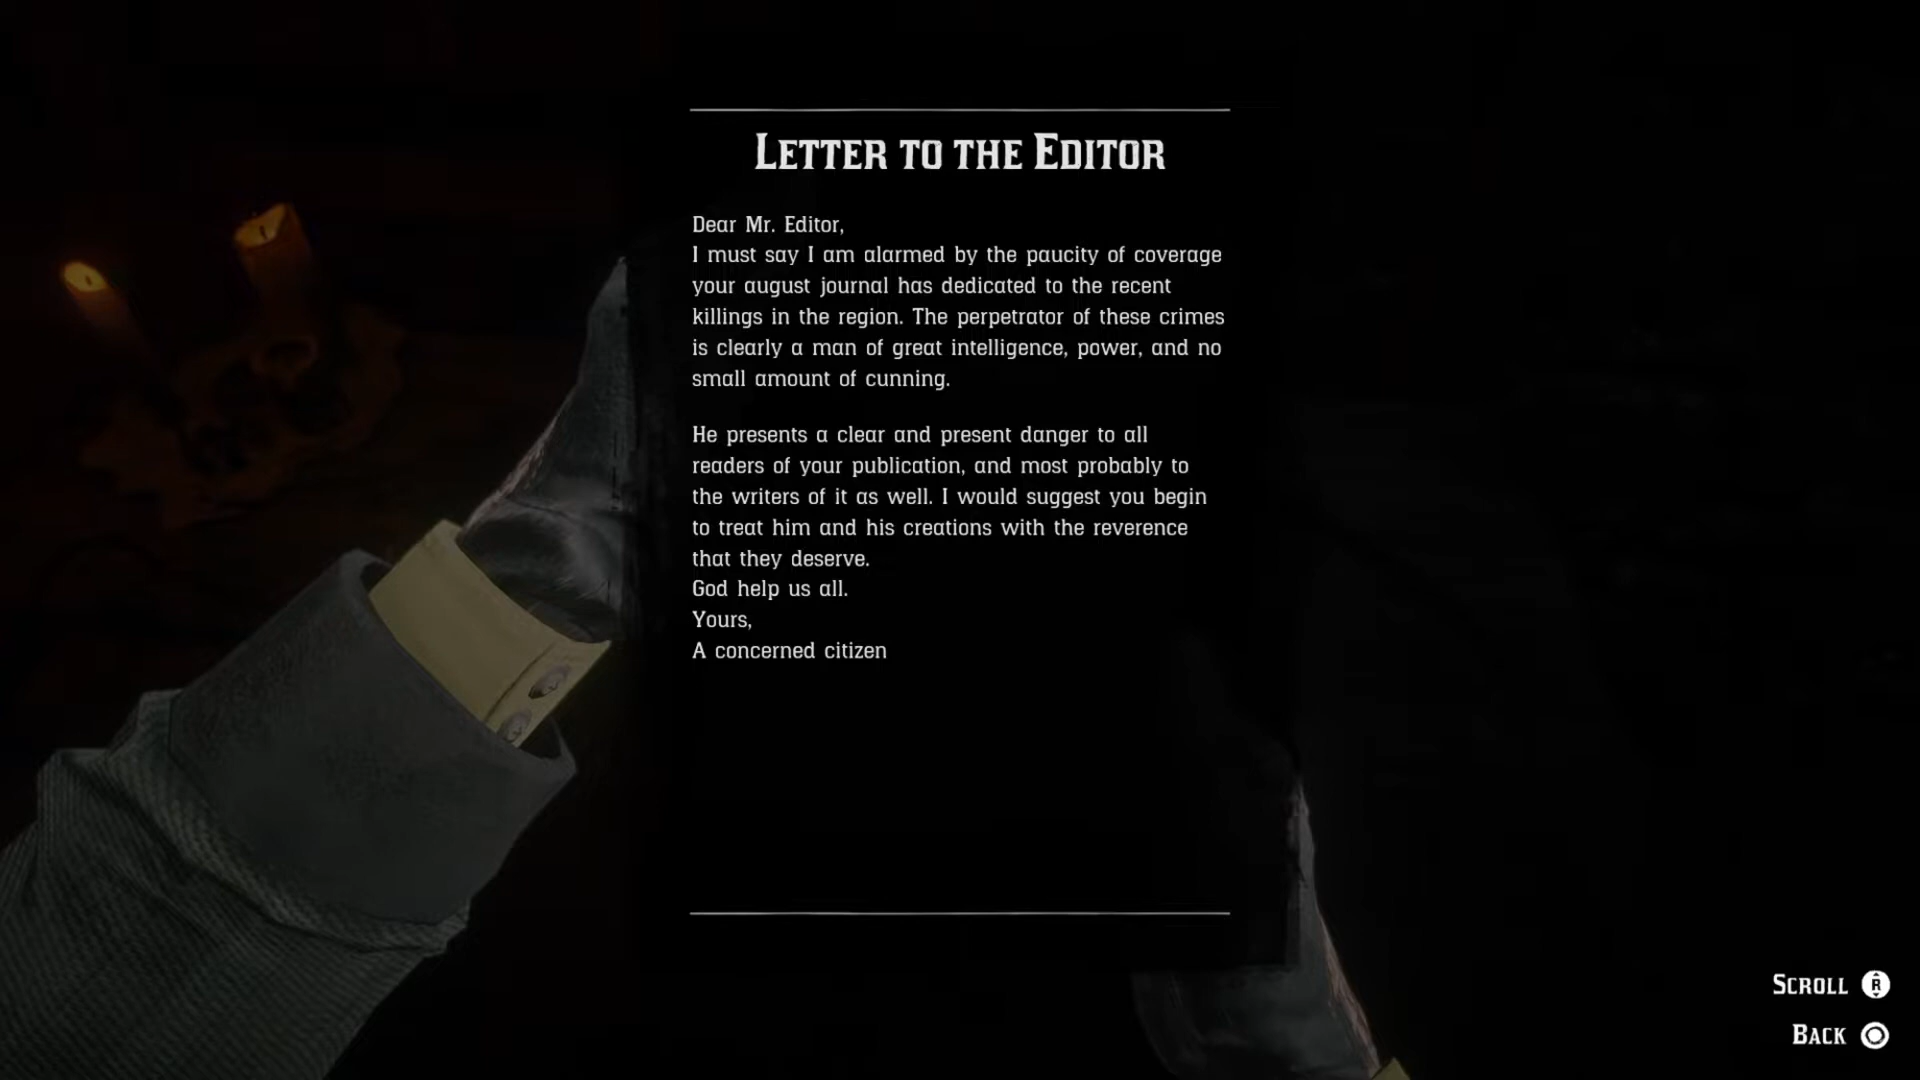 Letter to the Editor
Dear Mr. Editor,
I must say I am alarmed by the paucity of coverage
your august journal has dedicated to the recent
killings in the region. The perpetrator of these crimes
is clearly a man of great intelligence, power, and no
small amount of cunning.
He presents a clear and present danger to all
readers of your publication, and most probably to
the writers of it as well. I would suggest you begin
to treat him and his creations with the reverence
that they deserve.
God help us all.
Yours,
A concerned citizen
Scroll R
Back